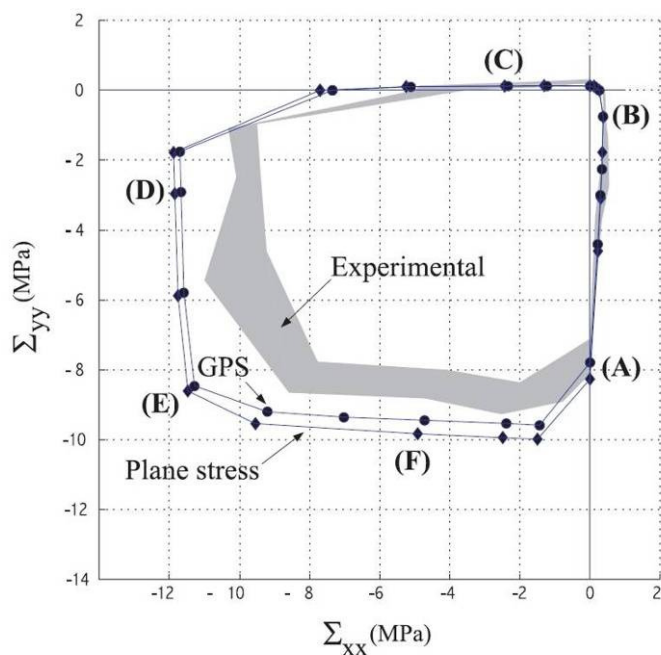 2
(C)
0
(B)
-2
(D)
-4
Experimental
Σyy (MPa)
-6
GPS
-8
(A)
(E)
-10
Plane stress
(F)
-12
-14
-12 10 - 8 -6 -4 -2 0 2
Σxx (MPa)